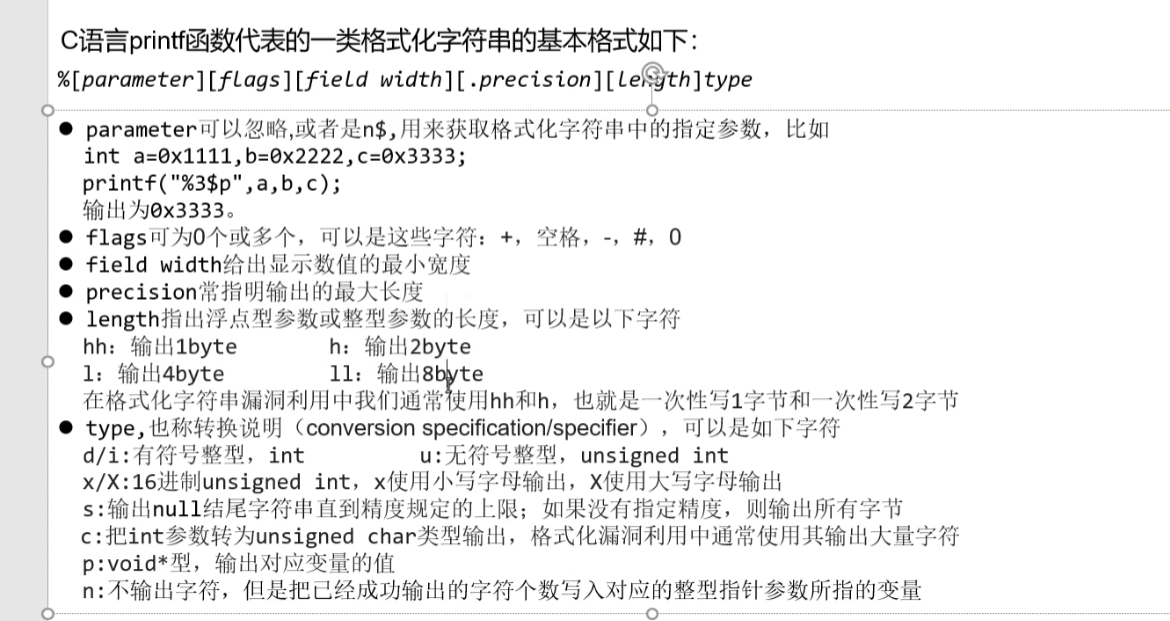 C语言printf函数代表的一类格式化字符串的基本格式如下：
%[parameter][flags][field width][.precision][length]type
● parameter可以忽略,或者是n$,用来获取格式化字符串中的指定参数，比如
int a=0x1111,b=0x2222,c=0x3333;
printf("%3$p",a,b,c);
输出为0x3333。
● flags可为0个或多个，可以是这些字符：+，空格，-，#，0
● field width给出显示数值的最小宽度
● precision常指明输出的最大长度
● length指出浮点型参数或整型参数的长度，可以是以下字符
hh：输出1byte h：输出2byte
l：输出4byte ll：输出8byte
在格式化字符串漏洞利用中我们通常使用hh和h，也就是一次性写1字节和一次性写2字节
● type,也称转换说明（conversion specification/specifier），可以是如下字符
d/i:有符号整型，int u:无符号整型，unsigned int
x/X:16进制unsigned int，x使用小写字母输出，X使用大写字母输出
s:输出null结尾字符串直到精度规定的上限；如果没有指定精度，则输出所有字节
c:把int参数转为unsigned char类型输出，格式化漏洞利用中通常使用其输出大量字符
p:void*型，输出对应变量的值
n:不输出字符，但是把已经成功输出的字符个数写入对应的整型指针参数所指的变量